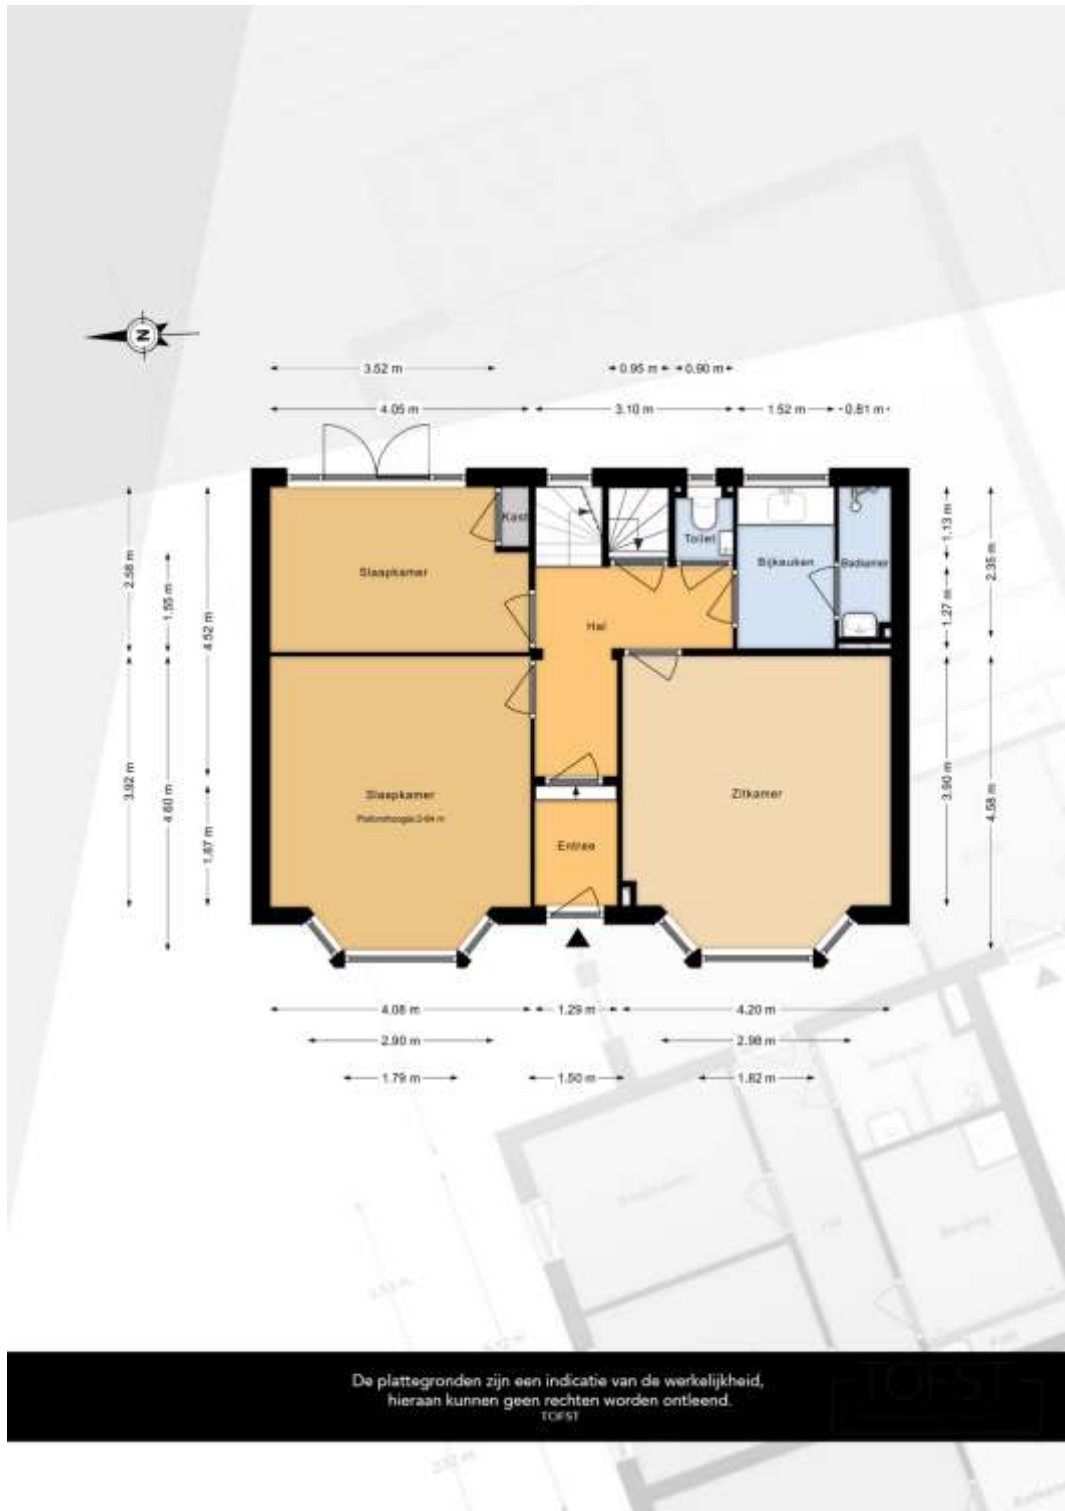 N
3.52 m
0.95 m
0.90 m
4.05 m
3.10 m
1.52 m
0.81 m
2.58 m
1.55 m
4.52 m
3.92 m
4.60 m
1.87 m
Kast
Slaapkamer
Toilet
Bijkeuken
Badkamer
Hal
Slaapkamer
Plafondhoogte:2.64 m
Zitkamer
Entree
1.13 m
2.35 m
1.27 m
3.90 m
4.58 m
4.08 m
1.29 m
4.20 m
2.90 m
2.98 m
1.79 m
1.50 m
1.82 m
De plattegronden zijn een indicatie van de werkelijkheid,
hieraan kunnen geen rechten worden ontleend.
TOFST
TOFST